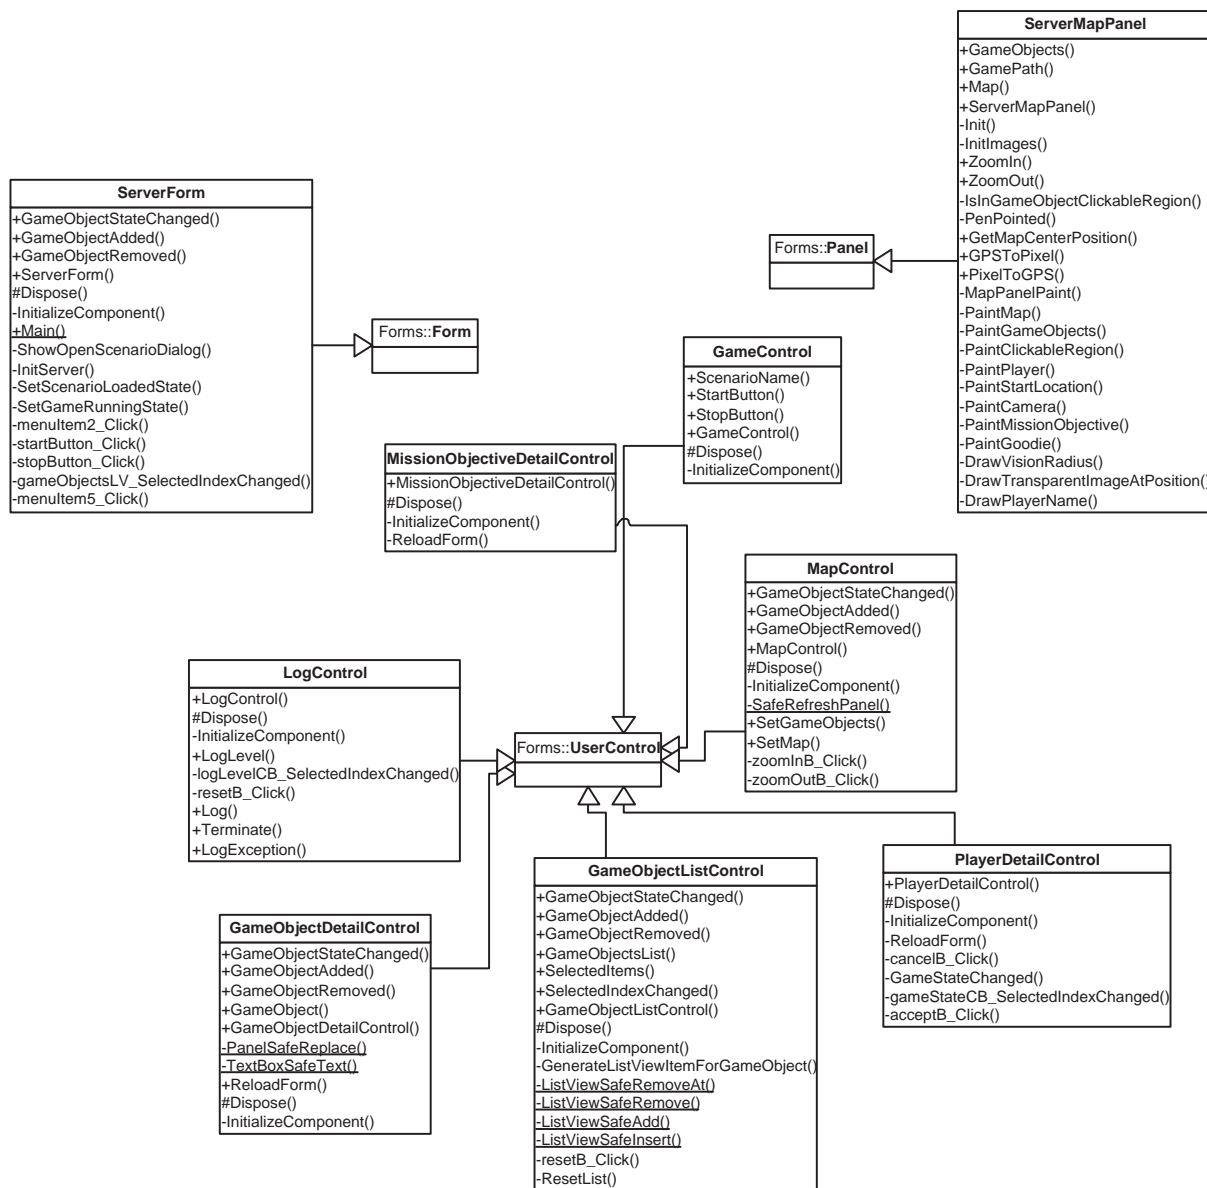 ServerMapPanel
+GameObjects()
+GamePath()
+Map()
+ServerMapPanel()
-Init()
-InitImages()
+ZoomIn()
+ZoomOut()
-IsInGameObjectClickableRegion()
-PenPointed()
+GetMapCenterPosition()
+GPSToPixel()
+PixelToGPS()
-MapPanelPaint()
-PaintMap()
-PaintGameObjects()
-PaintClickableRegion()
-PaintPlayer()
-PaintStartLocation()
-PaintCamera()
-PaintMissionObjective()
-PaintGoodie()
-DrawVisionRadius()
-DrawTransparentImageAtPosition()
-DrawPlayerName()
ServerForm
+GameObjectStateChanged()
+GameObjectAdded()
+GameObjectRemoved()
+ServerForm()
#Dispose()
-InitializeComponent()
+Main()
-ShowOpenScenarioDialog()
-InitServer()
-SetScenarioLoadedState()
-SetGameRunningState()
-menuItem2_Click()
-startButton_Click()
-stopButton_Click()
-gameObjectsLV_SelectedIndexChanged()
-menuItem5_Click()
Forms::Panel
Forms::Form
GameControl
+ScenarioName()
+StartButton()
+StopButton()
+GameControl()
#Dispose()
-InitializeComponent()
MissionObjectiveDetailControl
+MissionObjectiveDetailControl()
#Dispose()
-InitializeComponent()
-ReloadForm()
MapControl
+GameObjectStateChanged()
+GameObjectAdded()
+GameObjectRemoved()
+MapControl()
#Dispose()
-InitializeComponent()
-SafeRefreshPanel()
+SetGameObjects()
+SetMap()
-zoomInB_Click()
-zoomOutB_Click()
LogControl
+LogControl()
#Dispose()
-InitializeComponent()
+LogLevel()
-logLevelCB_SelectedIndexChanged()
-resetB_Click()
+Log()
+Terminate()
+LogException()
Forms::UserControl
GameObjectDetailControl
+GameObjectStateChanged()
+GameObjectAdded()
+GameObjectRemoved()
+GameObject()
+GameObjectDetailControl()
-PanelSafeReplace()
-TextBoxSafeText()
+ReloadForm()
#Dispose()
-InitializeComponent()
GameObjectListControl
+GameObjectStateChanged()
+GameObjectAdded()
+GameObjectRemoved()
+GameObjectsList()
+SelectedItems()
+SelectedIndexChanged()
+GameObjectListControl()
#Dispose()
-InitializeComponent()
-GenerateListViewItemForGameObject()
-ListViewSafeRemoveAt()
-ListViewSafeRemove()
-ListViewSafeAdd()
-ListViewSafeInsert()
-resetB_Click()
-ResetList()
PlayerDetailControl
+PlayerDetailControl()
#Dispose()
-InitializeComponent()
-ReloadForm()
-cancelB_Click()
-GameStateChanged()
-gameStateCB_SelectedIndexChanged()
-acceptB_Click()